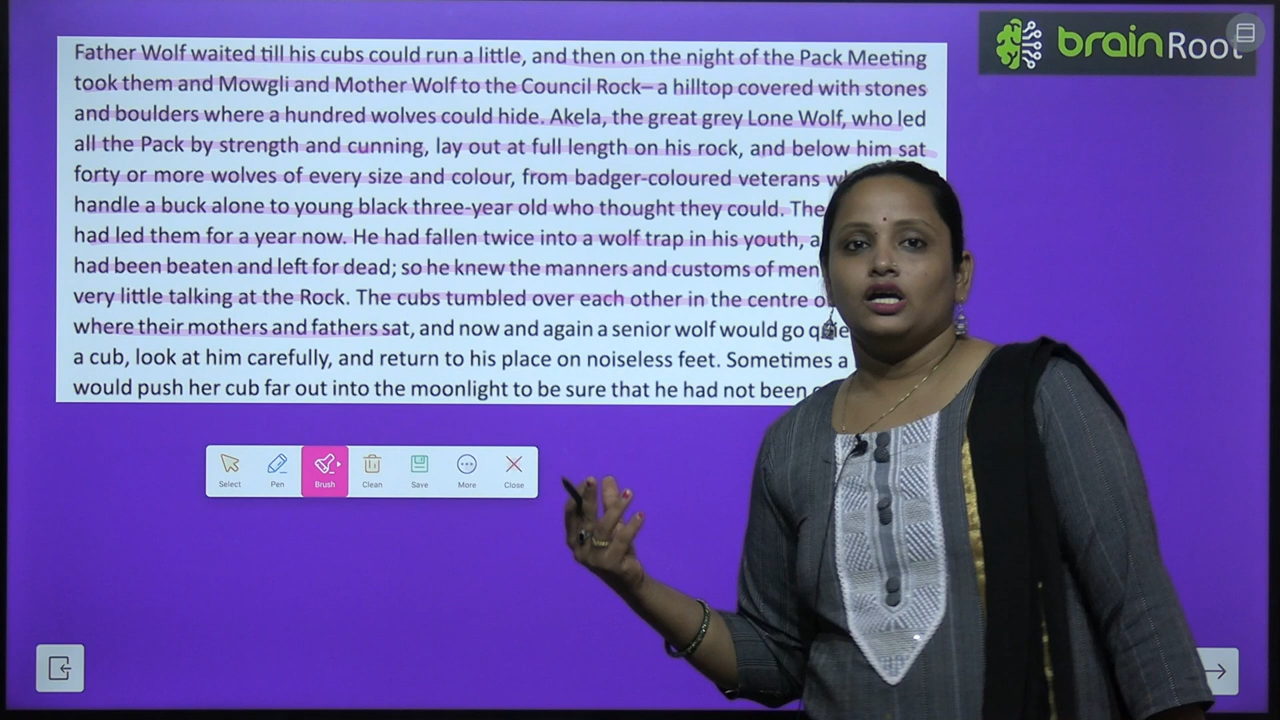 Father Wolf waited till his cubs could run a little, and then on the night of the Pack Meeting
took them and Mowgli and Mother Wolf to the Council Rock– a hilltop covered with stones
and boulders where a hundred wolves could hide. Akela, the great grey Lone Wolf, who led
all the Pack by strength and cunning, lay out at full length on his rock, and below him sat
forty or more wolves of every size and colour, from badger-coloured veterans
handle a buck alone to young black three-year old who thought they could. The
had led them for a year now. He had fallen twice into a wolf trap in his youth,
had been beaten and left for dead; so he knew the manners and customs of men
very little talking at the Rock. The cubs tumbled over each other in the centre
where their mothers and fathers sat, and now and again a senior wolf would go
a cub, look at him carefully, and return to his place on noiseless feet. Sometimes a
would push her cub far out into the moonlight to be sure that he had not been
brainRoot
Select Pen Brush Clean Save More Close